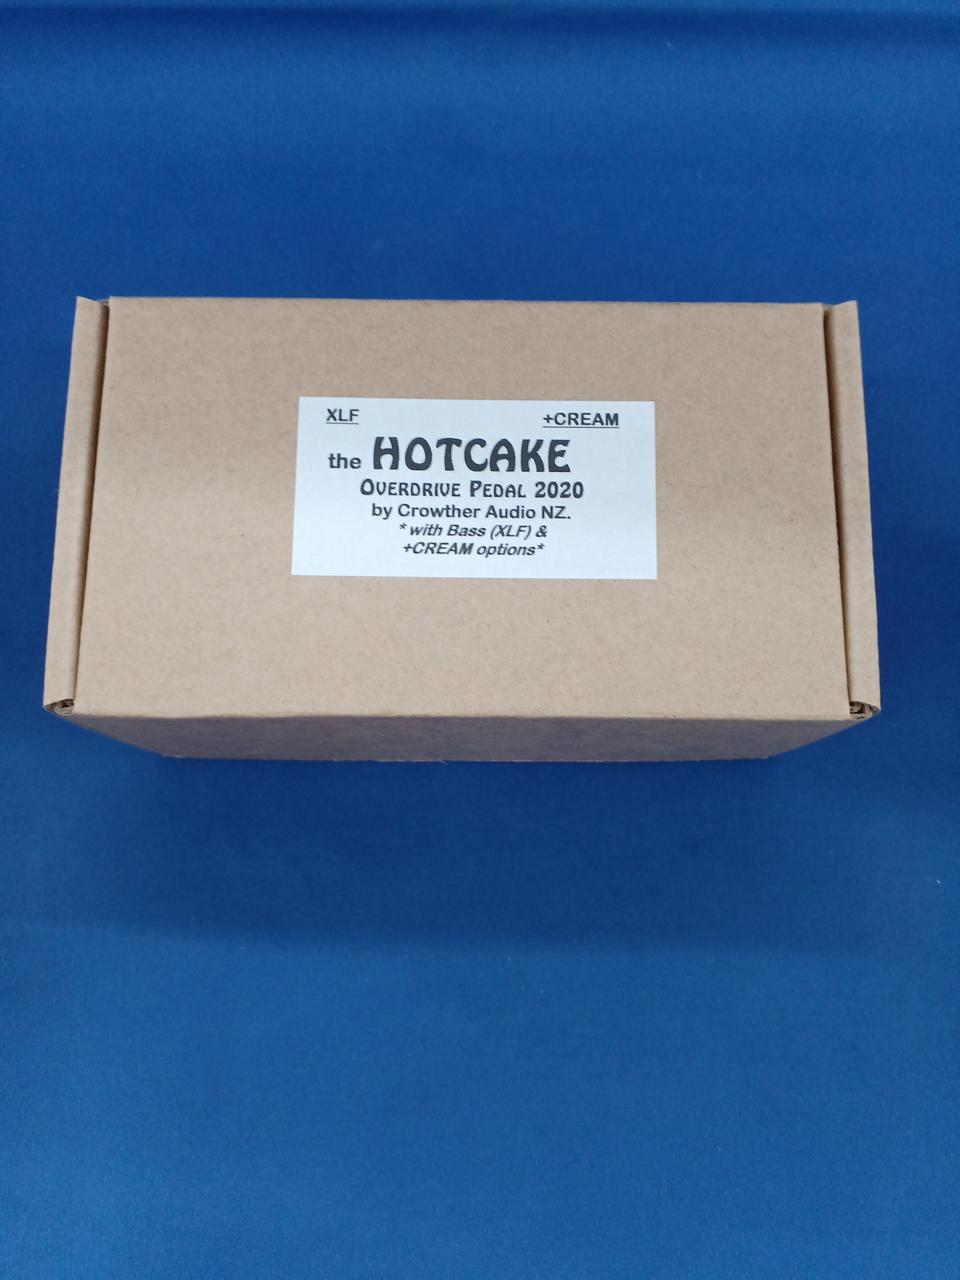 XLF +CREAM
the HOTCAKE
OVERDRIVE PEDAL 2020
by Crowther Audio NZ.
* with Bass (XLF) &
+CREAM options*